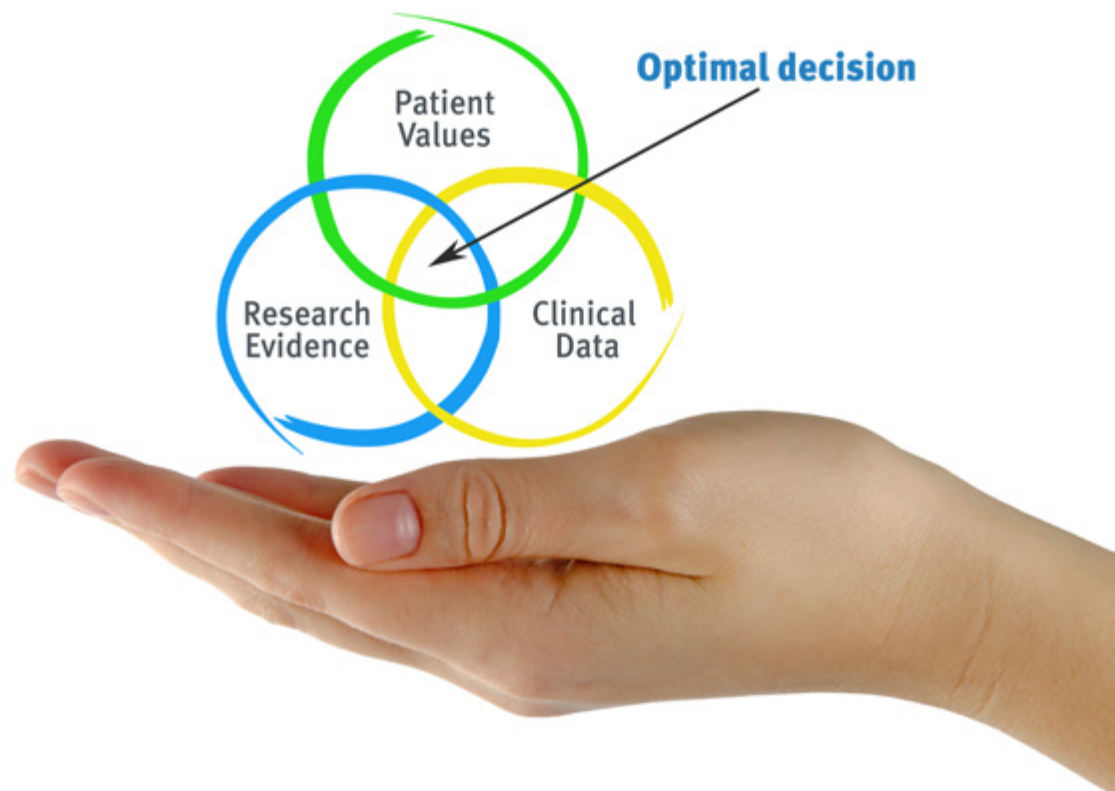 Optimal decision
Patient
Values
Research
Evidence
Clinical
Data